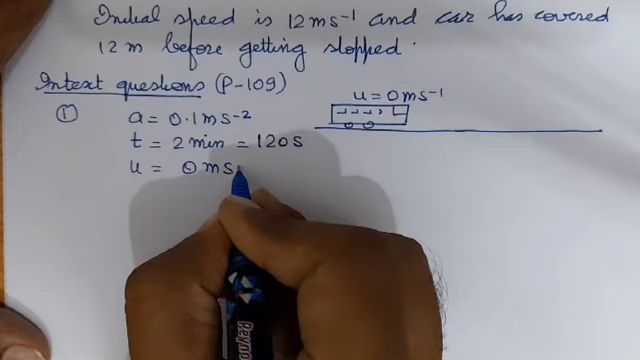 Initial speed is 12 ms-1 and car has covered
12 m before getting stopped.
Intext questions (P-109)
u = 0 ms-1
① a = 0.1 ms-2
t = 2 min = 120 s
u = 0 ms
Reyno